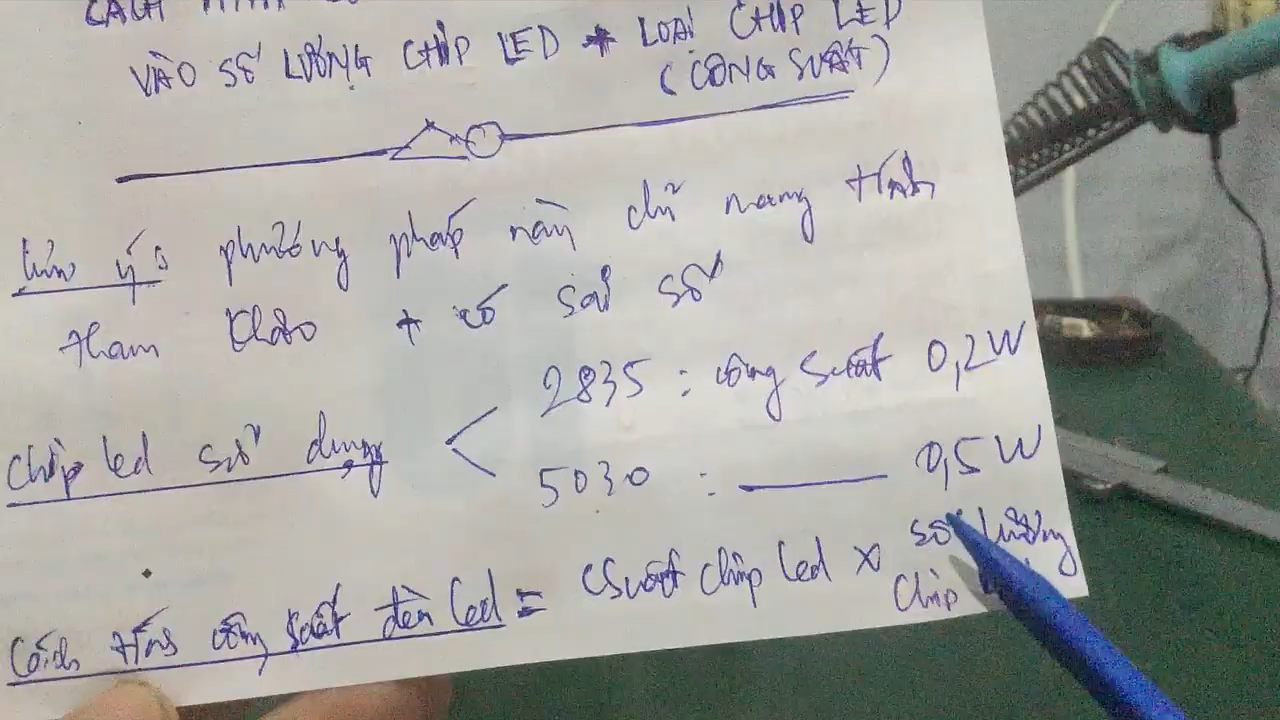 CÁCH
VÀO SỐ LƯỢNG CHIP LED * LOẠI CHIP LED
(CÔNG SUẤT)
Lưu ý: phương pháp này chỉ mang tính
tham khảo + có sai số
Chip led sử dụng < 2835 : công suất 0,2W
5030 : —— 0,5W
Cách tính công suất đèn led = CSuất chip led x số lượng
chip